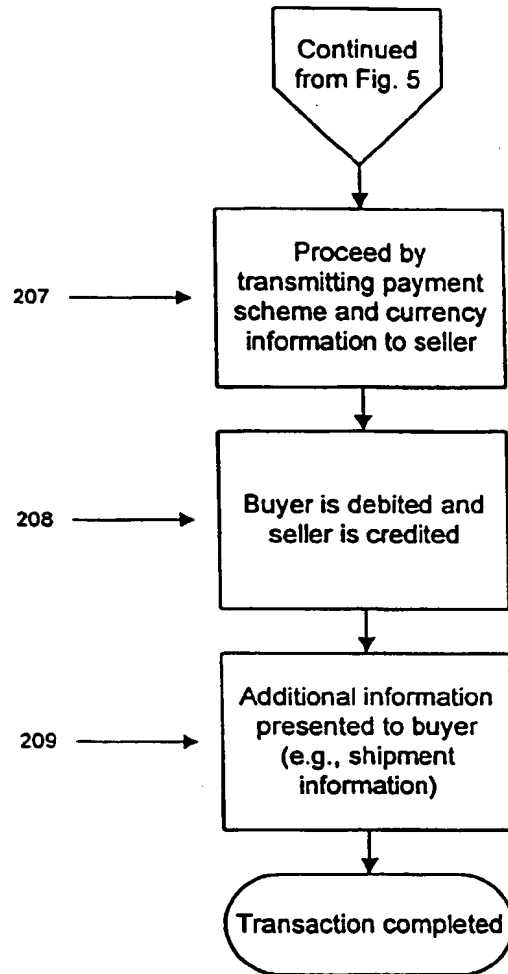 Continued
from Fig. 5
207
Proceed by
transmitting payment
scheme and currency
information to seller
208
Buyer is debited and
seller is credited
209
Additional information
presented to buyer
(e.g., shipment
information)
Transaction completed